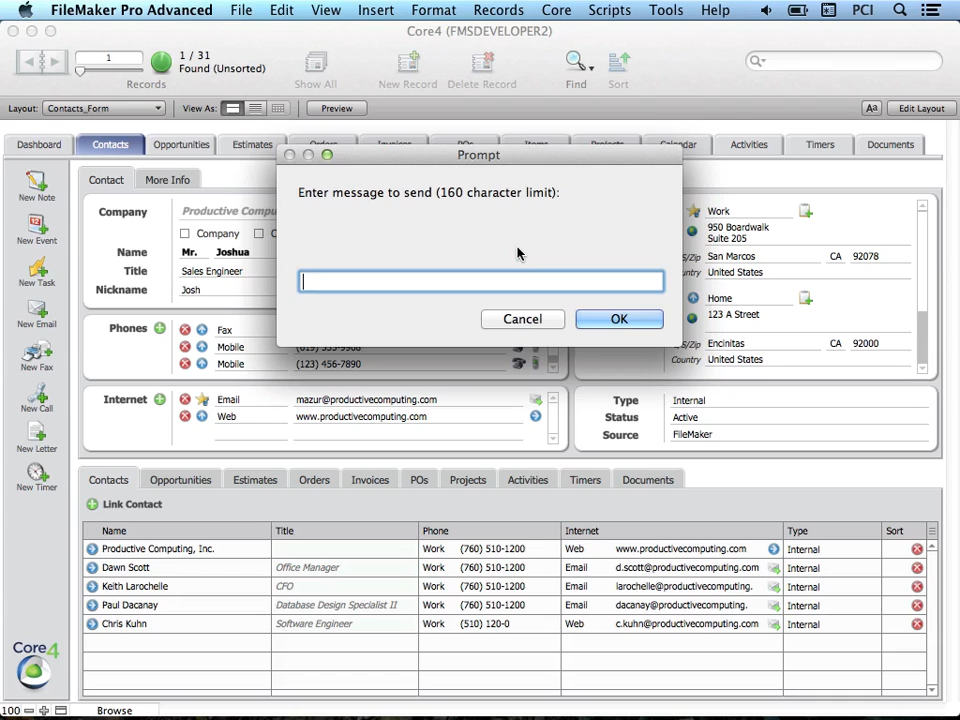 FileMaker Pro Advanced File Edit View Insert Format Records Core Scripts Tools Help PCI
Core4 (FMSDEVELOPER2)
1
1 / 31
Found (Unsorted)
Records Show All New Record Delete Record Find Sort
Layout: Contacts_Form View As: Preview Aa Edit Layout
Dashboard Contacts Opportunities Estimates Orders Invoices POs Items Projects Calendar Activities Timers Documents
Prompt
Enter message to send (160 character limit):
Cancel OK
New Note
New Event
New Task
New Email
New Fax
New Call
New Letter
New Timer
Core4
Contact More Info
Company Productive Compu
Company
Name Mr. Joshua
Title Sales Engineer
Nickname Josh
Work
950 Boardwalk
Suite 205
San Marcos CA 92078
Country United States
Home
123 A Street
Encinitas CA 92000
Country United States
Phones Fax
Mobile
Mobile (123) 456-7890
Internet Email mazur@productivecomputing.com
Web www.productivecomputing.com
Type Internal
Status Active
Source FileMaker
Contacts Opportunities Estimates Orders Invoices POs Projects Activities Timers Documents
Link Contact
Name Title Phone Internet Type Sort
Productive Computing, Inc. Work (760) 510-1200 Web www.productivecomputing.com Internal
Dawn Scott Office Manager Work (760) 510-1200 Email d.scott@productivecomputing Internal
Keith Larochelle CFO Work (760) 510-1200 Email larochelle@productivecomputing. Internal
Paul Dacanay Database Design Specialist II Work (760) 510-1200 Email dacanay@productivecomputing. Internal
Chris Kuhn Software Engineer Work (510) 120-0 Web c.kuhn@productivecomputing.com Internal
100 Browse